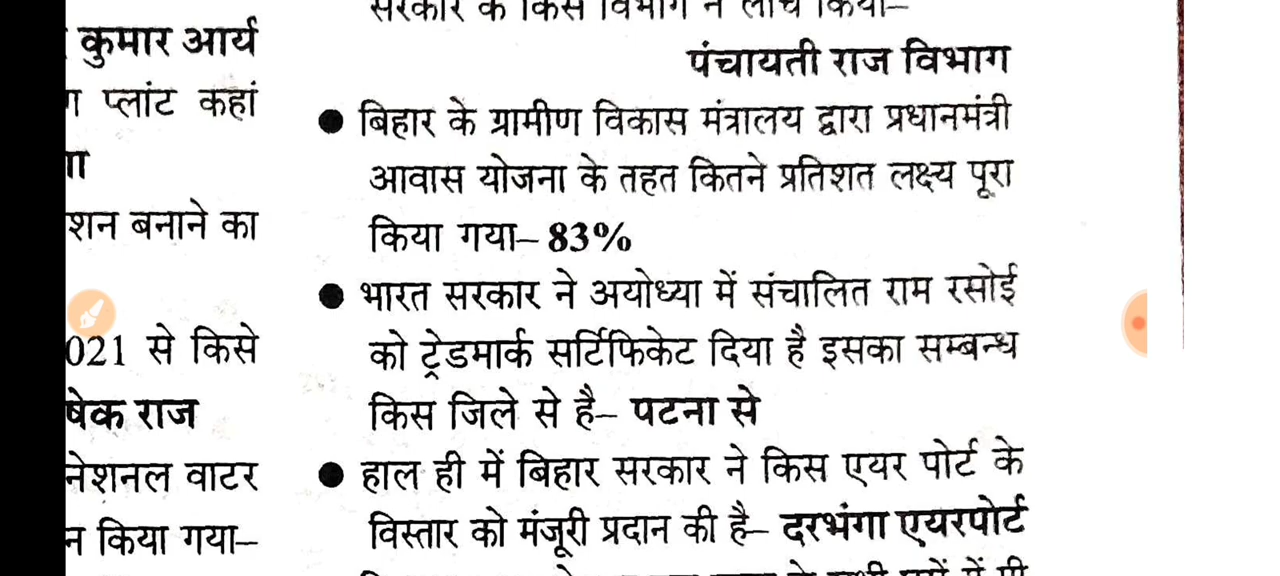 कुमार आर्य
प्लांट कहां
शन बनाने का
021 से किसे
षेक राज
नेशनल वाटर
न किया गया–
सरकार के किस विभाग ने लांच किया–
पंचायती राज विभाग
● बिहार के ग्रामीण विकास मंत्रालय द्वारा प्रधानमंत्री
आवास योजना के तहत कितने प्रतिशत लक्ष्य पूरा
किया गया– 83%
● भारत सरकार ने अयोध्या में संचालित राम रसोई
को ट्रेडमार्क सर्टिफिकेट दिया है इसका सम्बन्ध
किस जिले से है– पटना से
● हाल ही में बिहार सरकार ने किस एयर पोर्ट के
विस्तार को मंजूरी प्रदान की है– दरभंगा एयरपोर्ट